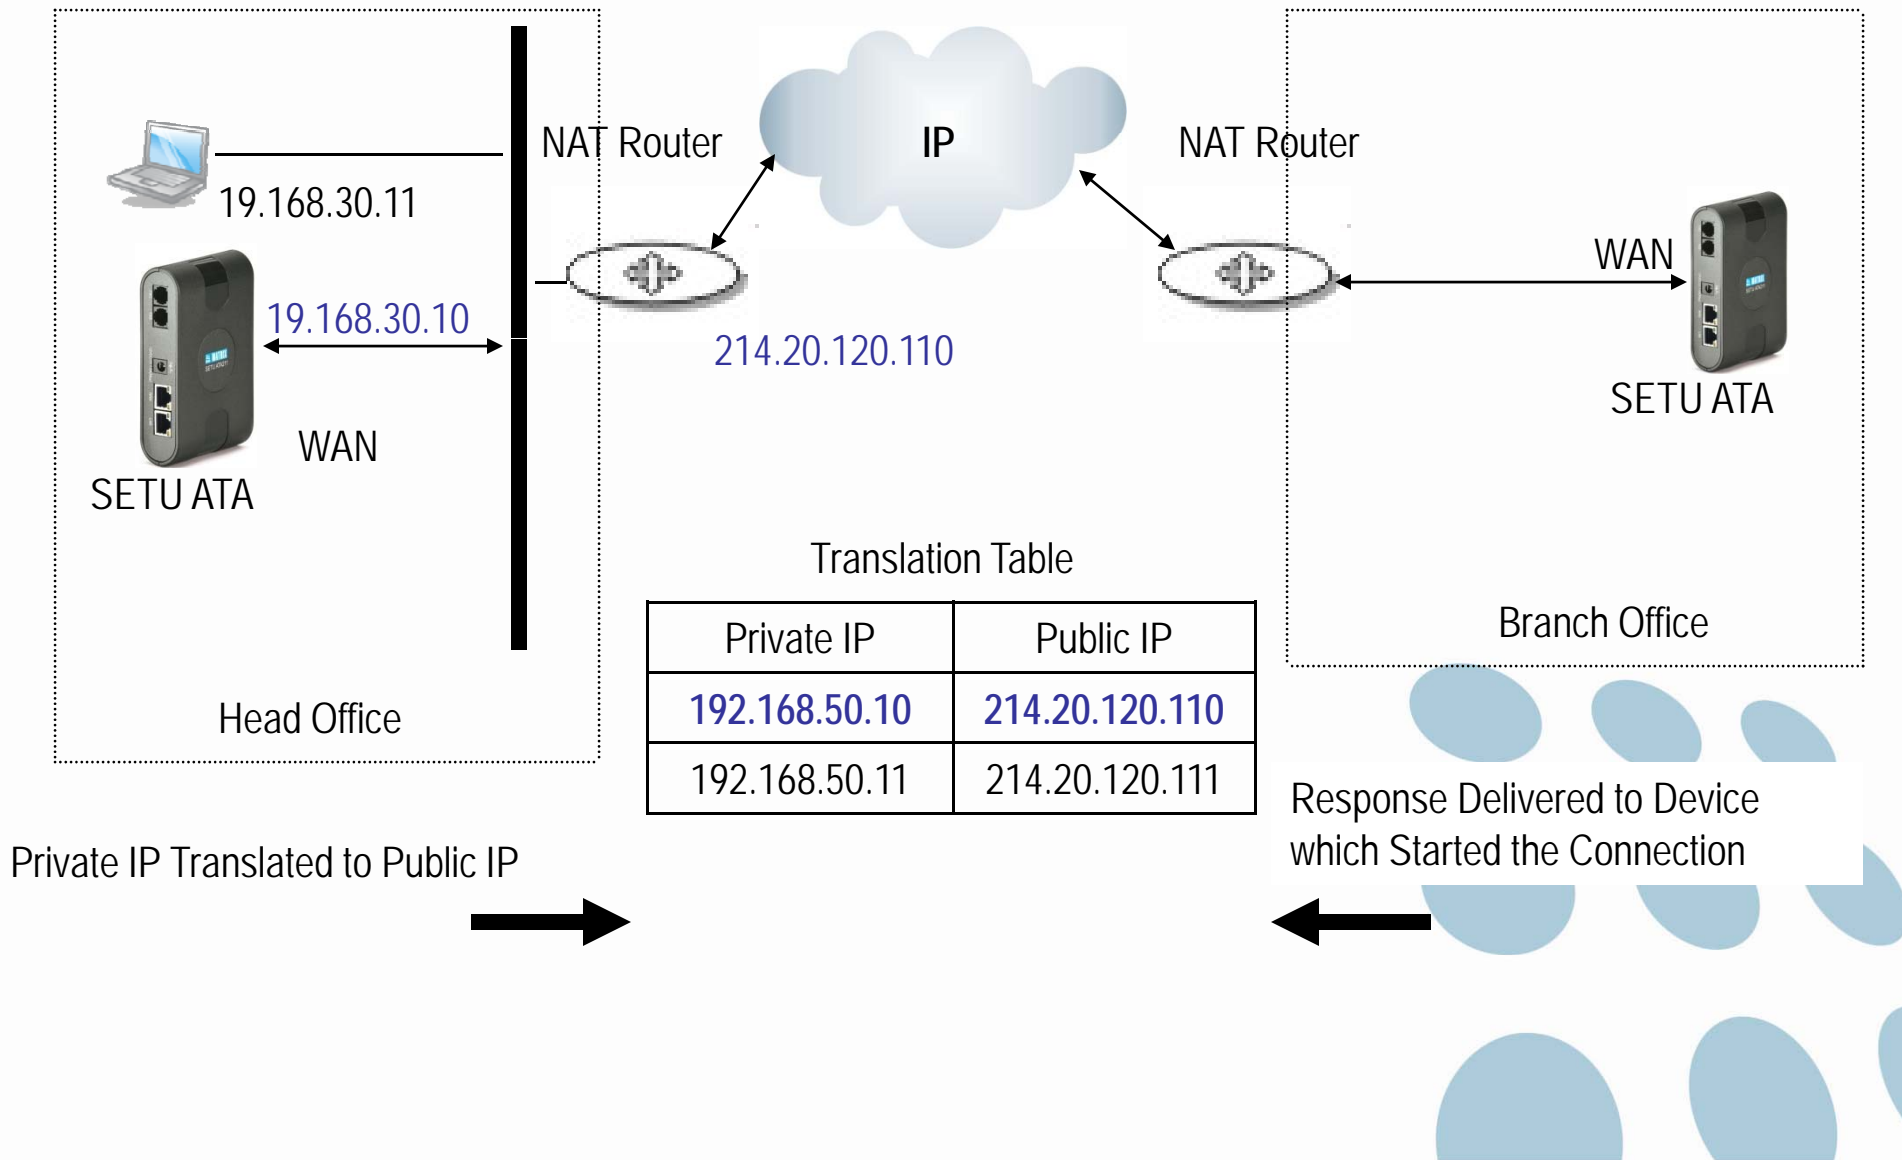 NAT Router
IP
NAT Router
19.168.30.11
WAN
19.168.30.10
214.20.120.110
MATRIX
SETU ATA211
SETU ATA
WAN
SETU ATA
Translation Table
Private IP
Public IP
192.168.50.10
214.20.120.110
192.168.50.11
214.20.120.111
Branch Office
Head Office
Response Delivered to Device
which Started the Connection
Private IP Translated to Public IP